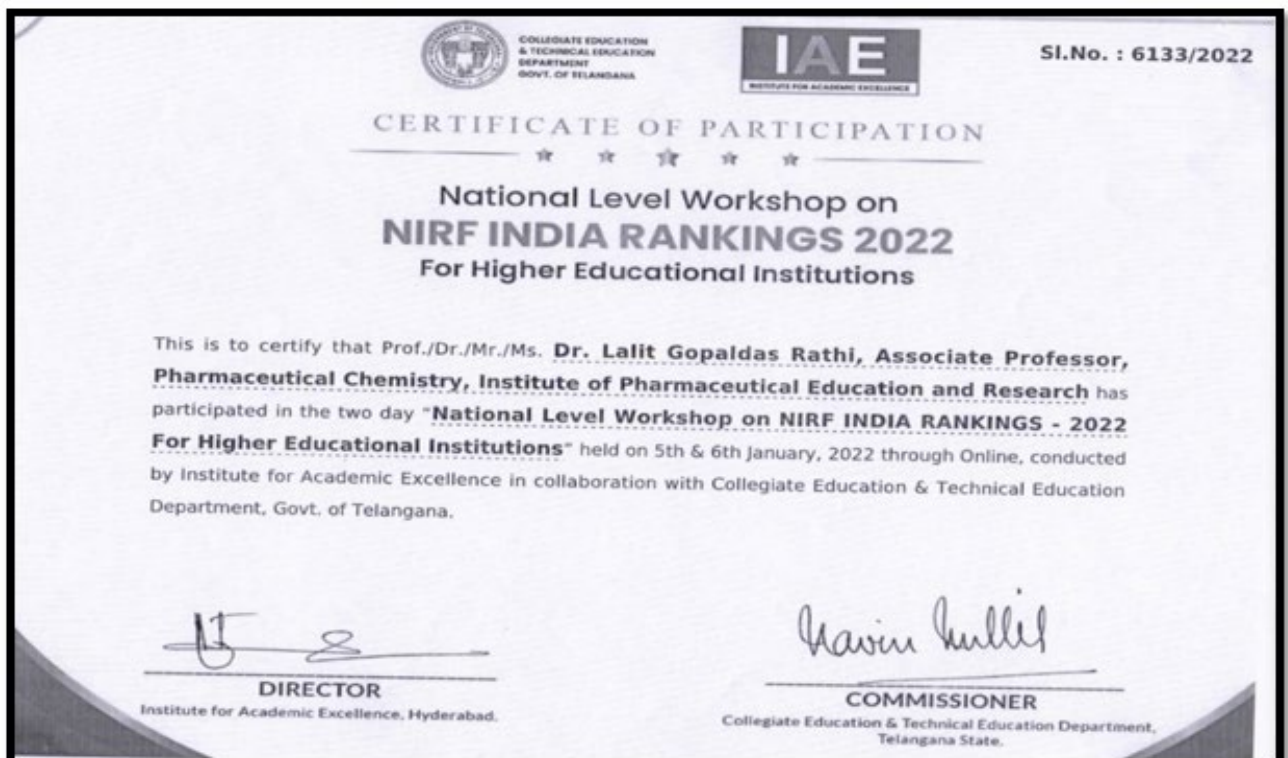 COLLEGIATE EDUCATION
& TECHNICAL EDUCATION
DEPARTMENT
GOVT. OF TELANGANA
IAE
INSTITUTE FOR ACADEMIC EXCELLENCE
Sl.No. : 6133/2022
CERTIFICATE OF PARTICIPATION
National Level Workshop on
NIRF INDIA RANKINGS 2022
For Higher Educational Institutions
This is to certify that Prof./Dr./Mr./Ms. Dr. Lalit Gopaldas Rathi, Associate Professor,
Pharmaceutical Chemistry, Institute of Pharmaceutical Education and Research has
participated in the two day "National Level Workshop on NIRF INDIA RANKINGS - 2022
For Higher Educational Institutions" held on 5th & 6th January, 2022 through Online, conducted
by Institute for Academic Excellence in collaboration with Collegiate Education & Technical Education
Department, Govt. of Telangana.
DIRECTOR
Institute for Academic Excellence, Hyderabad.
Navin
COMMISSIONER
Collegiate Education & Technical Education Department,
Telangana State.